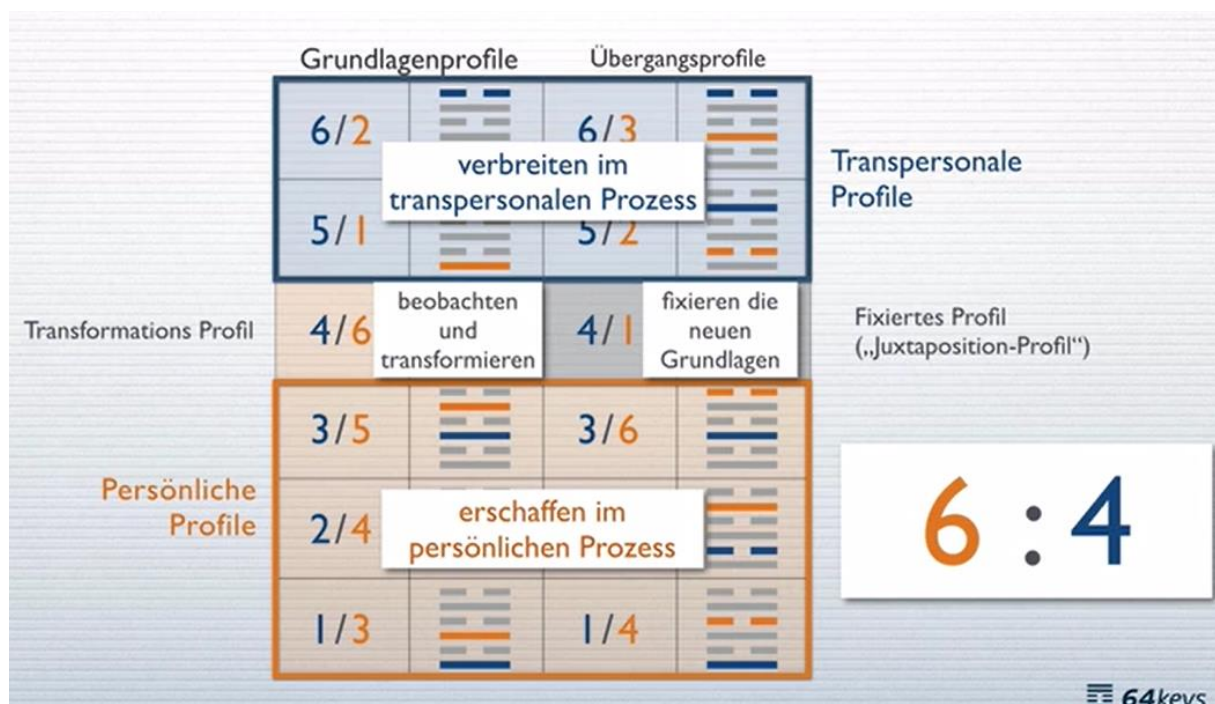 Grundlagenprofile
Übergangsprofile
6/2
6/3
verbreiten im
transpersonalen Prozess
Transpersonale
Profile
5/1
5/2
Transformations Profil
4/6
beobachten
und
transformieren
4/1
fixieren die
neuen
Grundlagen
Fixiertes Profil
(„Juxtaposition-Profil“)
3/5
3/6
Persönliche
Profile
2/4
erschaffen im
persönlichen Prozess
6 : 4
1/3
1/4
64keys